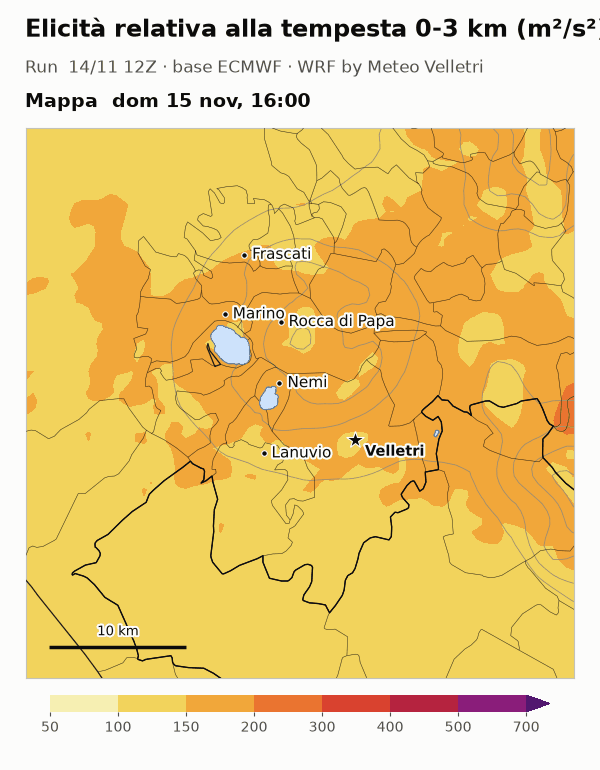 Elicità relativa alla tempesta 0-3 km (m²/s²)
Run  14/11 12Z · base ECMWF · WRF by Meteo Velletri
Mappa  dom 15 nov, 16:00
Frascati
Marino
Rocca di Papa
Nemi
Velletri
Lanuvio
10 km
50 100 150 200 300 400 500 700